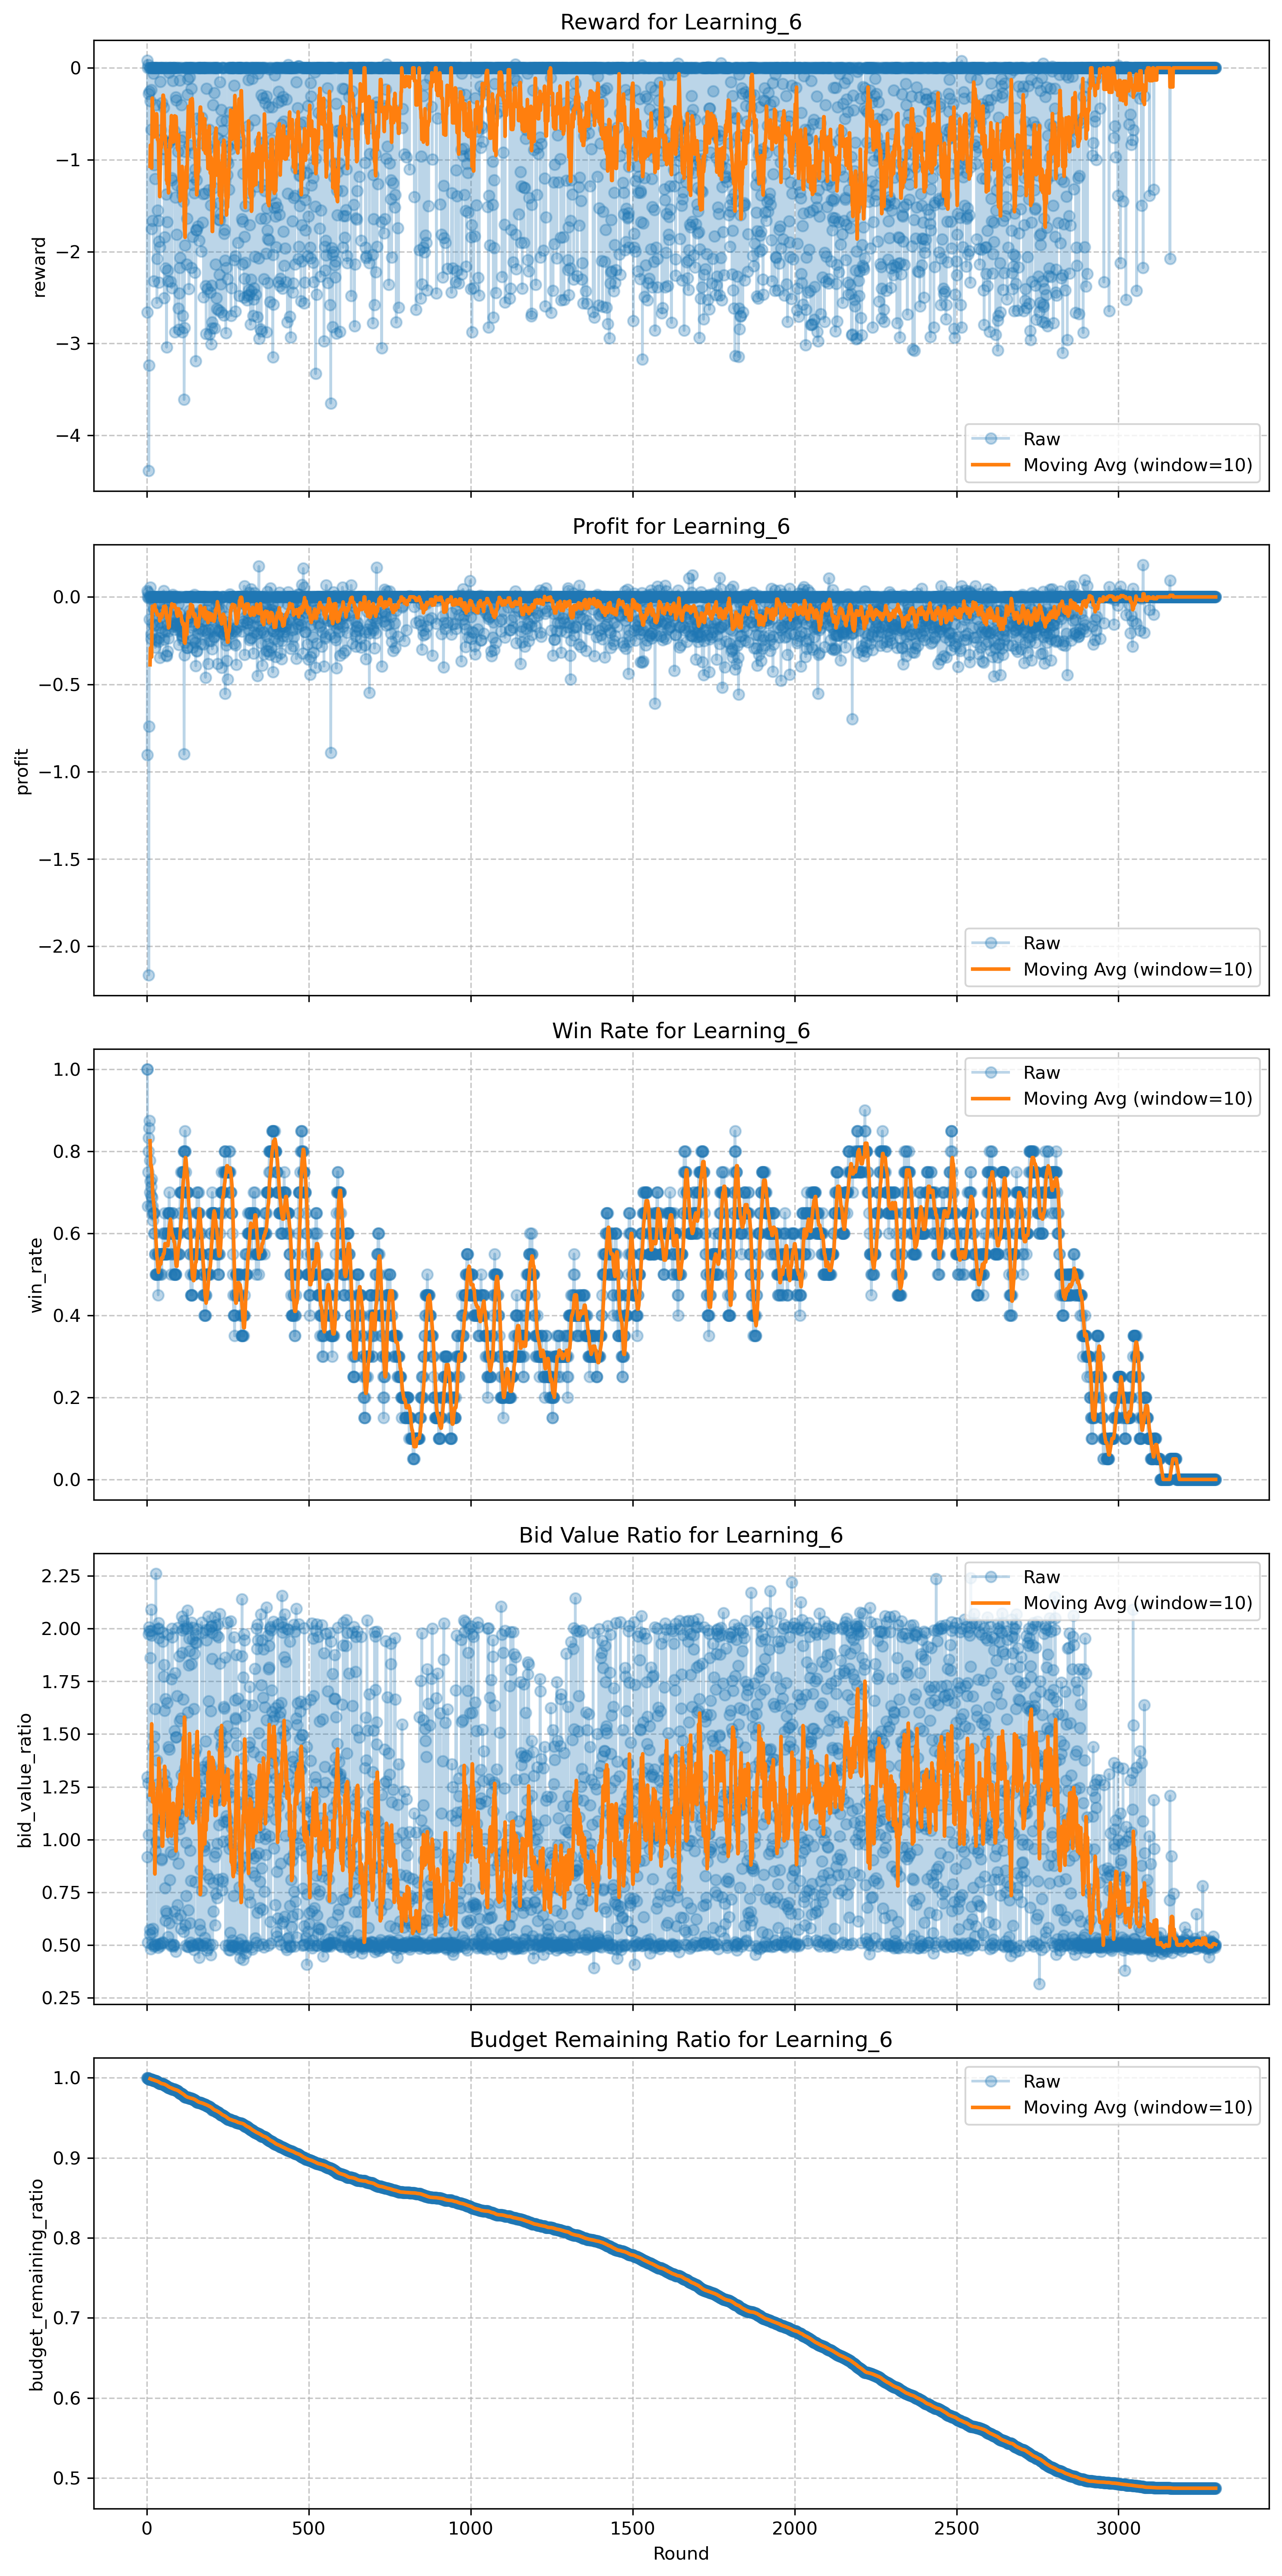 Reward for Learning_6
0
−1
−2
−3
−4
reward
Raw
Moving Avg (window=10)
Profit for Learning_6
0.0
−0.5
−1.0
−1.5
−2.0
profit
Raw
Moving Avg (window=10)
Win Rate for Learning_6
1.0
0.8
0.6
0.4
0.2
0.0
win_rate
Raw
Moving Avg (window=10)
Bid Value Ratio for Learning_6
2.25
2.00
1.75
1.50
1.25
1.00
0.75
0.50
0.25
bid_value_ratio
Raw
Moving Avg (window=10)
Budget Remaining Ratio for Learning_6
1.0
0.9
0.8
0.7
0.6
0.5
budget_remaining_ratio
Raw
Moving Avg (window=10)
0 500 1000 1500 2000 2500 3000
Round